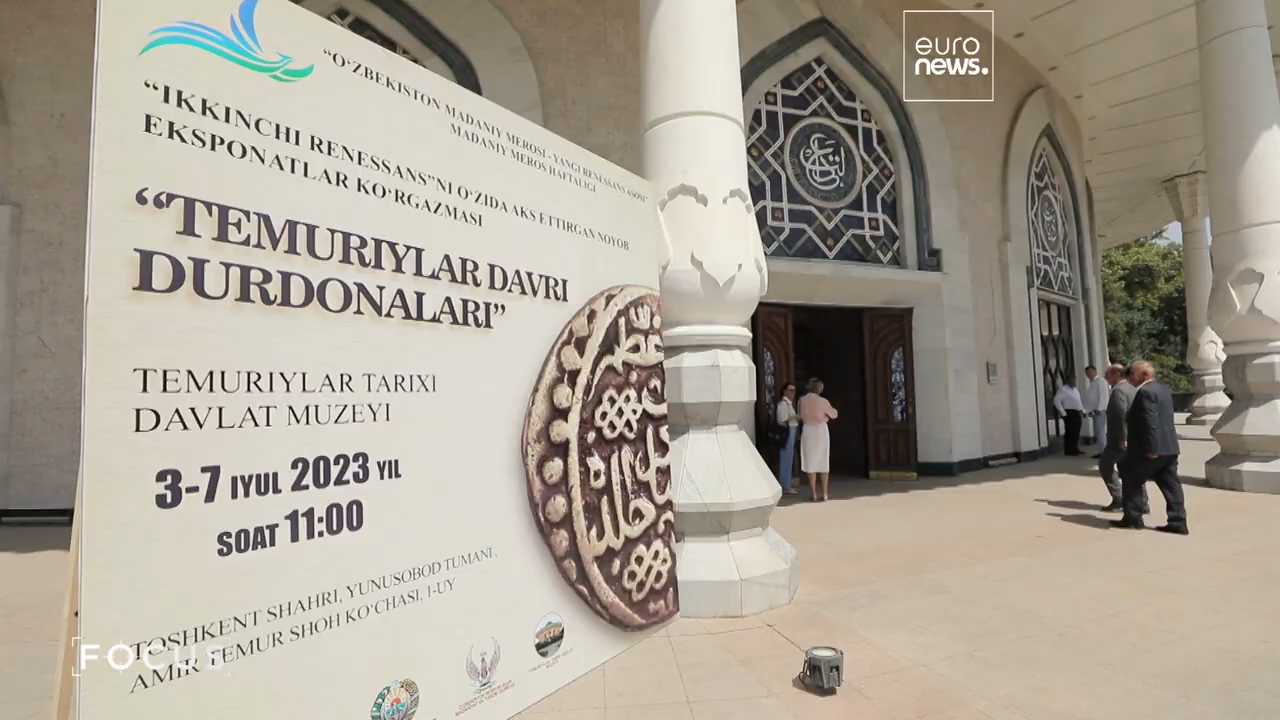 euro
news.
“O‘ZBEKISTON MADANIY MEROSI - YANGI RENESSANS ASOSI”
MADANIY MEROS HAFTALIGI
“IKKINCHI RENESSANS”NI O‘ZIDA AKS ETTIRGAN NOYOB
EKSPONATLAR KO‘RGAZMASI
“TEMURIYLAR DAVRI
DURDONALARI”
TEMURIYLAR TARIXI
DAVLAT MUZEYI
3-7 IYUL 2023 YIL
SOAT 11:00
TOSHKENT SHAHRI, YUNUSOBOD TUMANI,
AMIR TEMUR SHOH KO‘CHASI, 1-UY
FOCUS